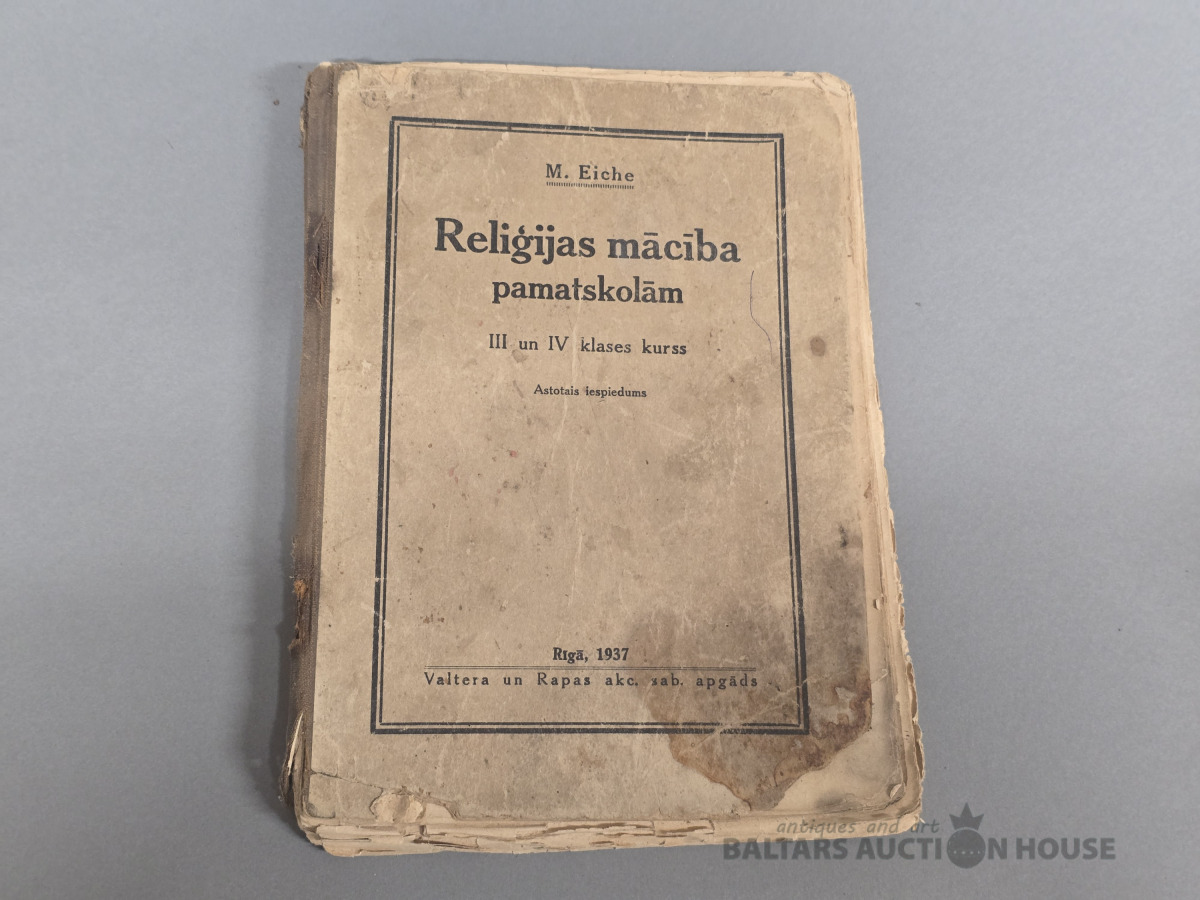 M. Eiche
Reliģijas mācība
pamatskolām
III un IV klases kurss
Astotais iespiedums
Rīgā, 1937
Valtera un Rapas akc. sab. apgāds
antiques and art
BALTARS AUCTION HOUSE